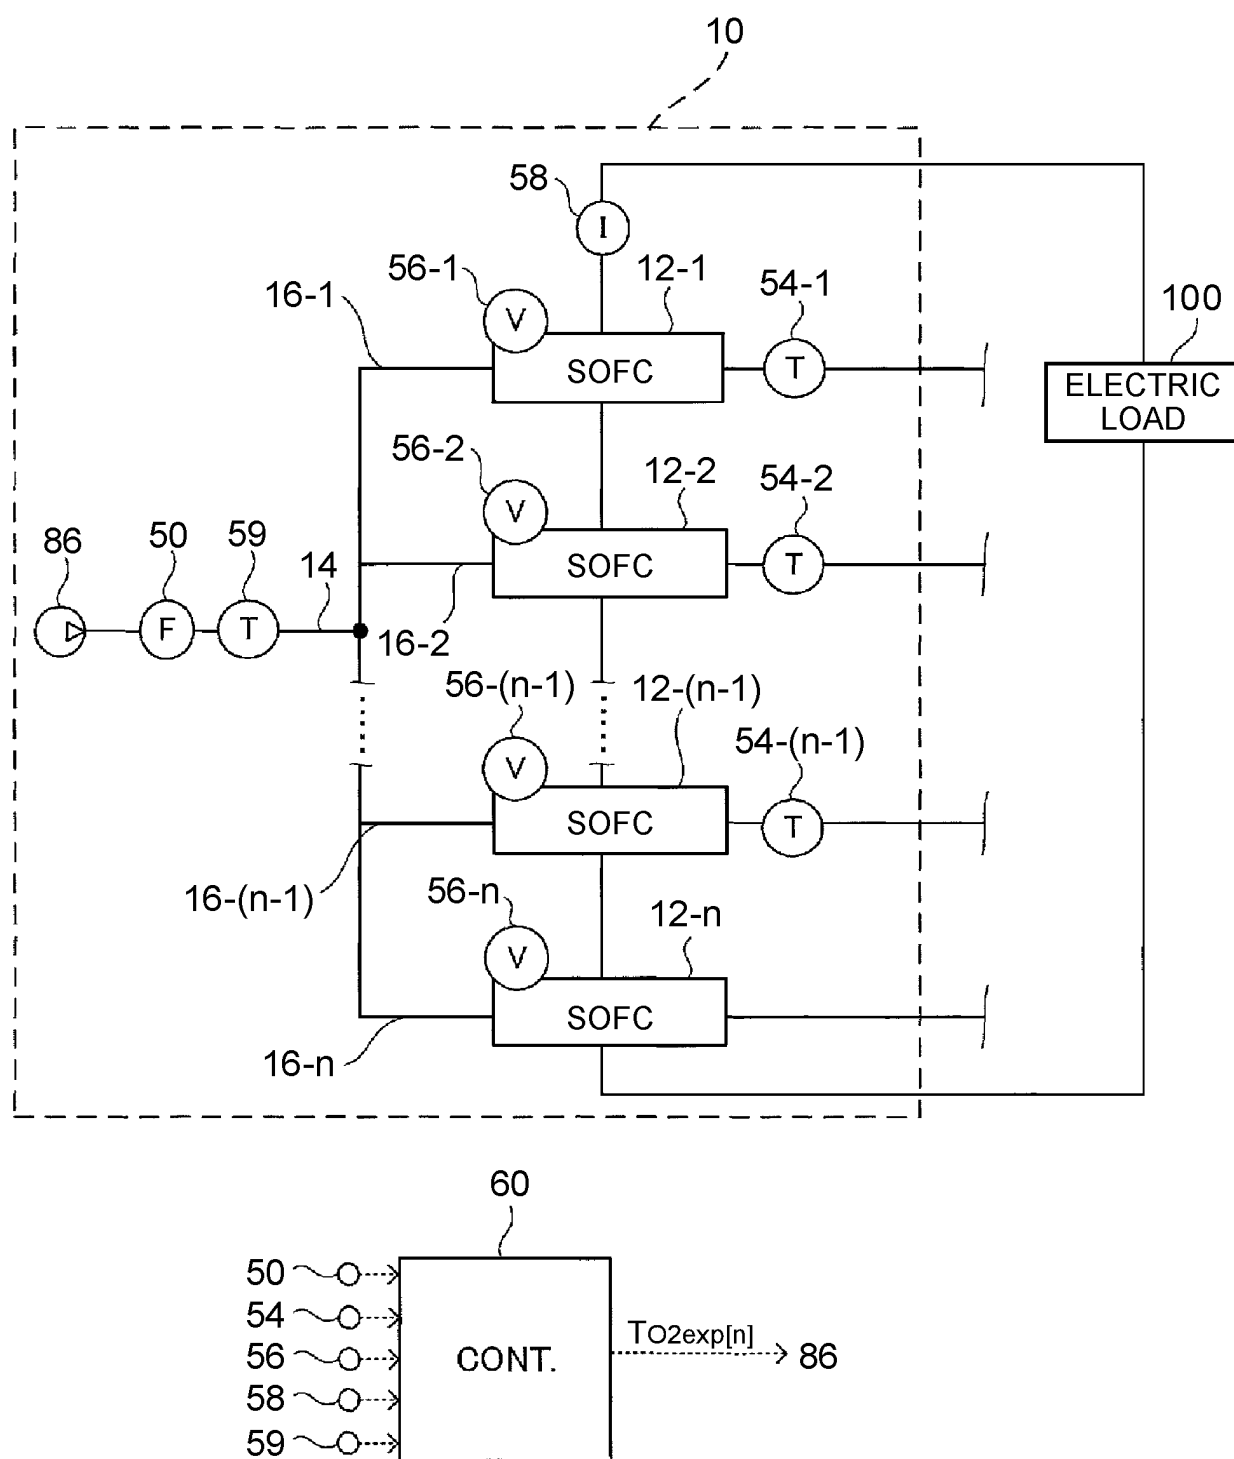 10
58
I
56-1
12-1
54-1
16-1
100
V
SOFC
T
ELECTRIC
LOAD
56-2
12-2
54-2
V
SOFC
T
86
50
59
14
F
T
16-2
56-(n-1)
12-(n-1)
54-(n-1)
V
SOFC
T
16-(n-1)
56-n
12-n
V
SOFC
16-n
60
50
54
56
58
59
CONT.
TO2exp[n]
86